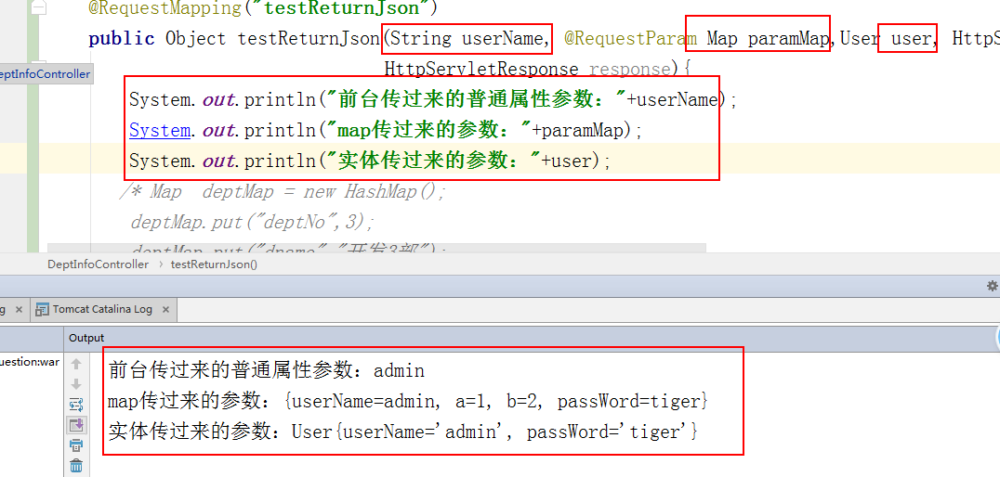 @RequestMapping("testReturnJson")
public Object testReturnJson(String userName, @RequestParam Map paramMap,User user, HttpS
eptInfoController
HttpServletResponse response){
System.out.println("前台传过来的普通属性参数："+userName);
System.out.println("map传过来的参数："+paramMap);
System.out.println("实体传过来的参数："+user);
/* Map deptMap = new HashMap();
deptMap.put("deptNo",3);
deptMap.put("dname","开发3部");
DeptInfoController › testReturnJson()
g × Tomcat Catalina Log ×
Output
uestion:war
前台传过来的普通属性参数：admin
map传过来的参数：{userName=admin, a=1, b=2, passWord=tiger}
实体传过来的参数：User{userName='admin', passWord='tiger'}